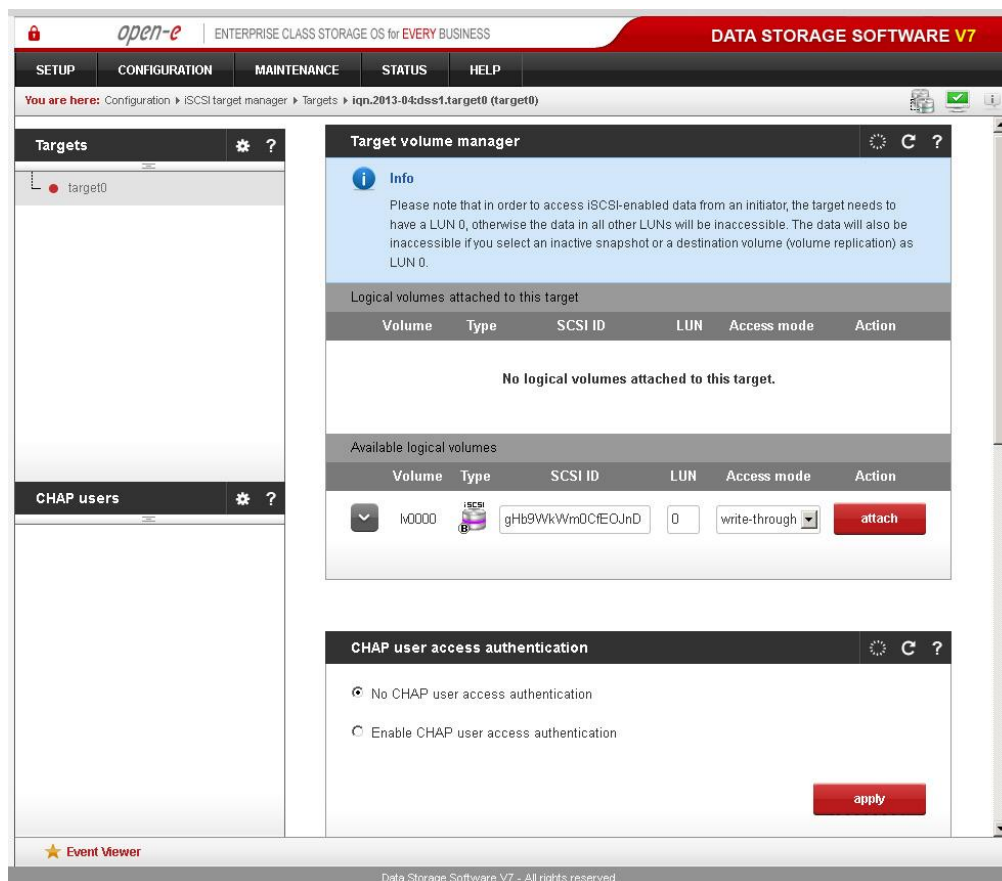 open-e ENTERPRISE CLASS STORAGE OS for EVERY BUSINESS DATA STORAGE SOFTWARE V7
SETUP CONFIGURATION MAINTENANCE STATUS HELP
You are here: Configuration ▸ iSCSI target manager ▸ Targets ▸ iqn.2013-04:dss1.target0 (target0)
Targets ?
target0
CHAP users ?
Target volume manager ?
Info
Please note that in order to access iSCSI-enabled data from an initiator, the target needs to
have a LUN 0, otherwise the data in all other LUNs will be inaccessible. The data will also be
inaccessible if you select an inactive snapshot or a destination volume (volume replication) as
LUN 0.
Logical volumes attached to this target
Volume Type SCSI ID LUN Access mode Action
No logical volumes attached to this target.
Available logical volumes
Volume Type SCSI ID LUN Access mode Action
lv0000 iSCSI (B) gHb9WkWm0CfEOJnD 0 write-through attach
CHAP user access authentication ?
No CHAP user access authentication
Enable CHAP user access authentication
apply
Event Viewer
Data Storage Software V7 - All rights reserved